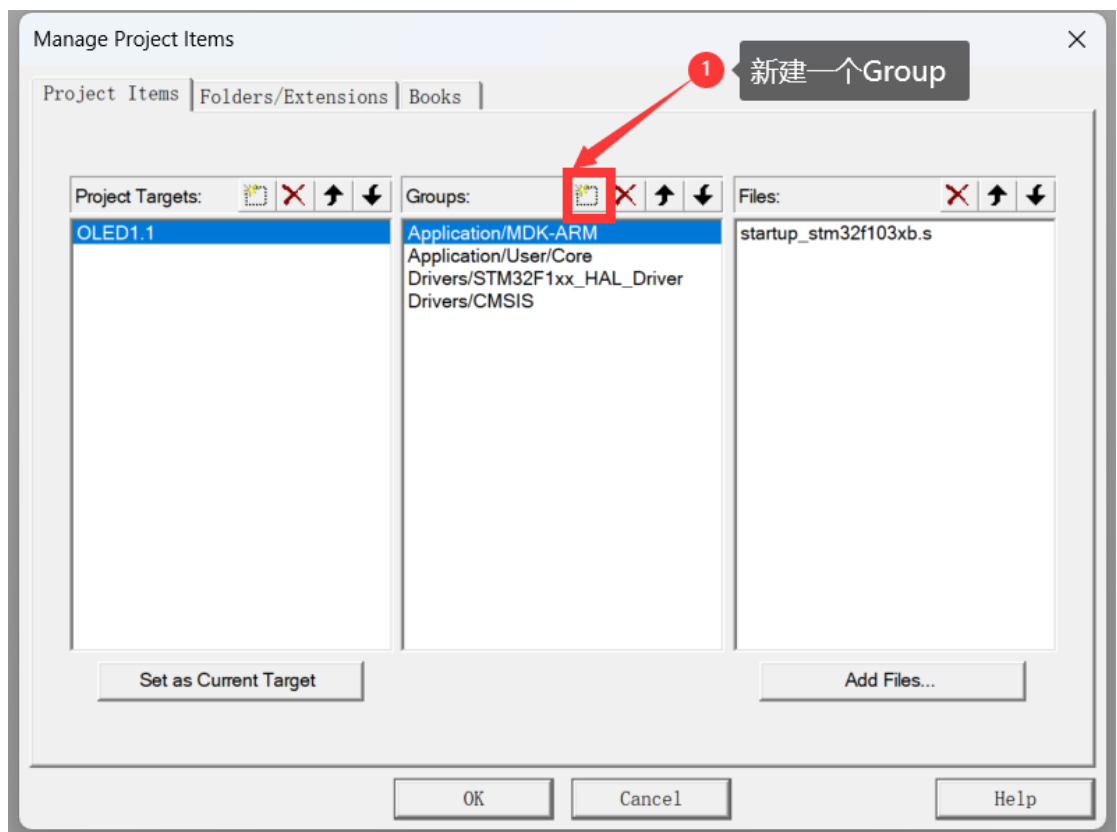 Manage Project Items
1
新建一个Group
Project Items
Folders/Extensions
Books
Project Targets:
Groups:
Files:
OLED1.1
Application/MDK-ARM
Application/User/Core
Drivers/STM32F1xx_HAL_Driver
Drivers/CMSIS
startup_stm32f103xb.s
Set as Current Target
Add Files...
OK
Cancel
Help